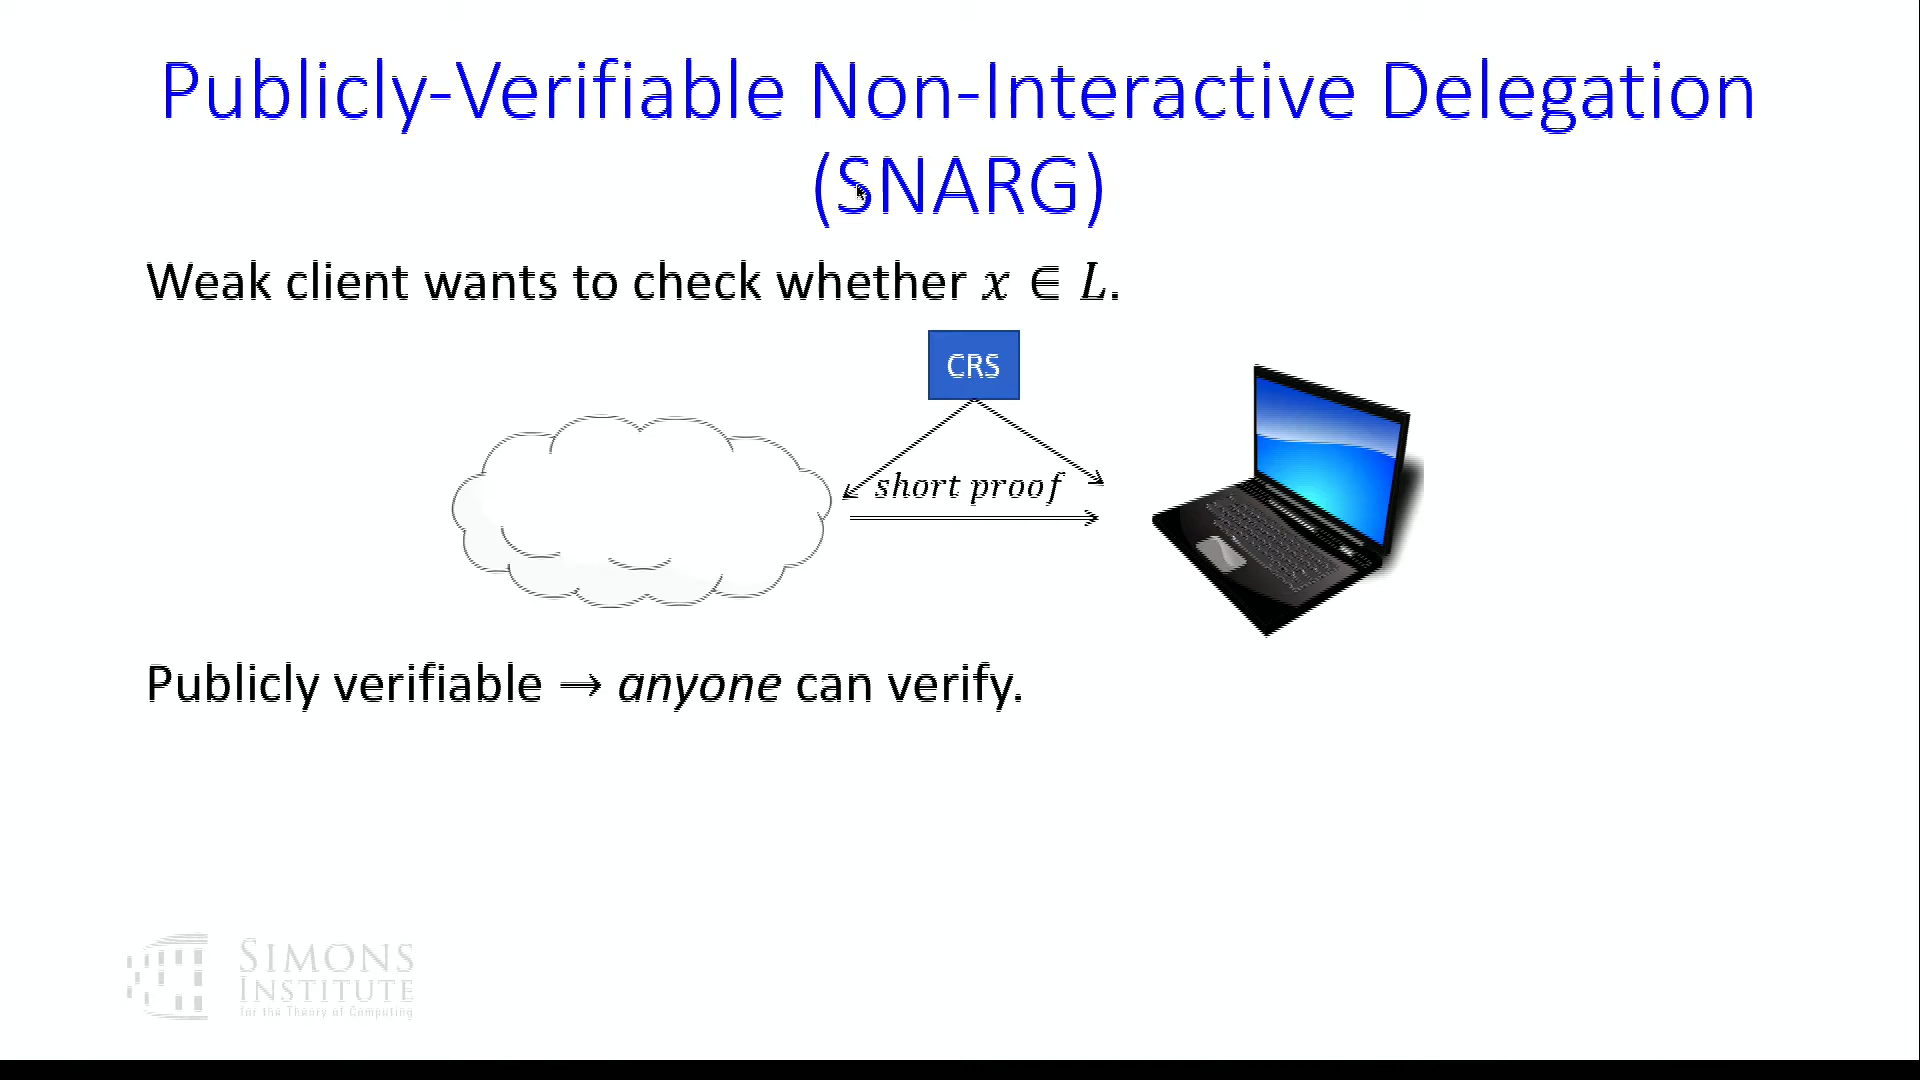 Publicly-Verifiable Non-Interactive Delegation
(SNARG)
Weak client wants to check whether x ∈ L.
CRS
short proof
Publicly verifiable → anyone can verify.
SIMONS
INSTITUTE
for the Theory of Computing